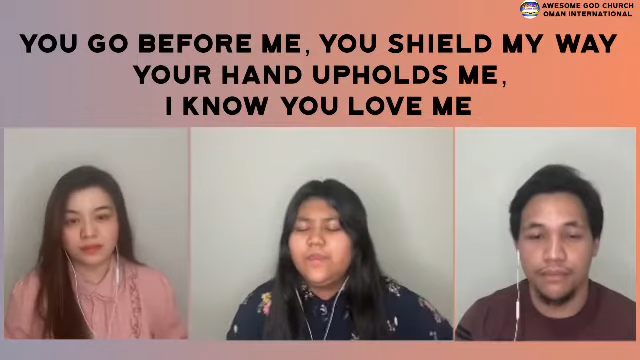 AWESOME GOD CHURCH
OMAN INTERNATIONAL
YOU GO BEFORE ME, YOU SHIELD MY WAY
YOUR HAND UPHOLDS ME,
I KNOW YOU LOVE ME